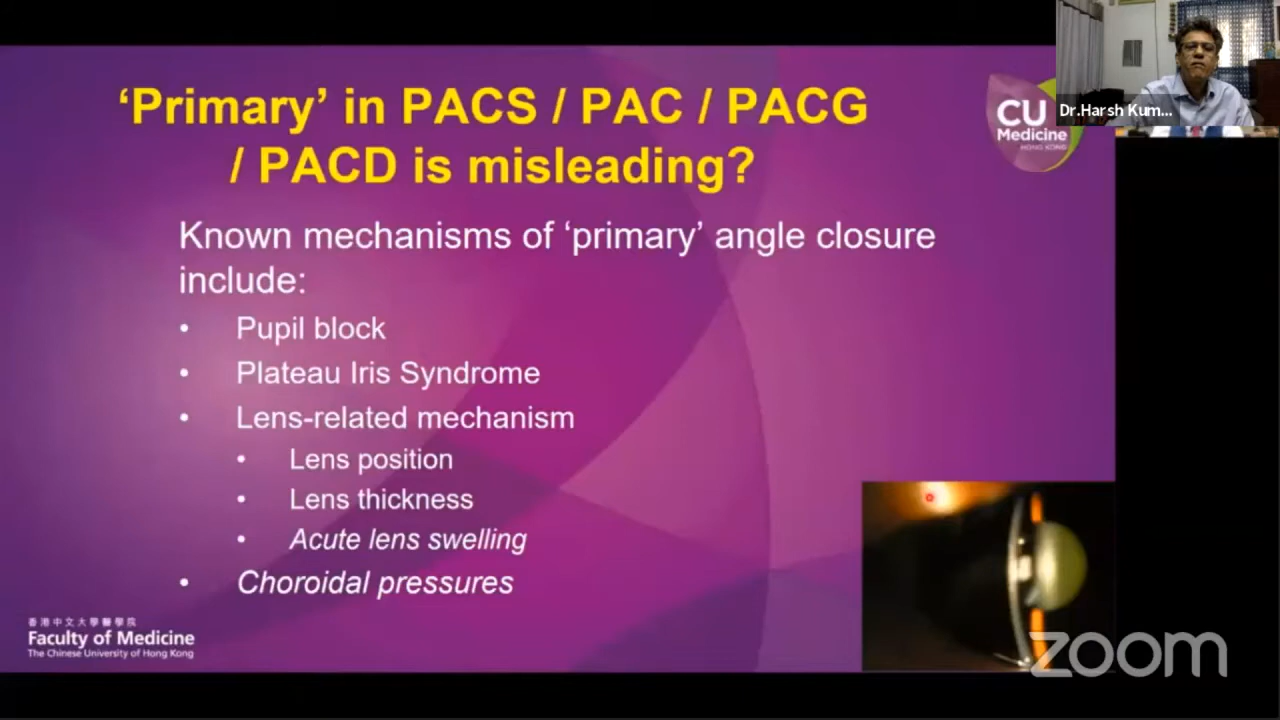 ‘Primary’ in PACS / PAC / PACG
/ PACD is misleading?
CU
Medicine
HONG KONG
Dr.Harsh Kum...
Known mechanisms of ‘primary’ angle closure
include:
• Pupil block
• Plateau Iris Syndrome
• Lens-related mechanism
• Lens position
• Lens thickness
• Acute lens swelling
• Choroidal pressures
香港中文大學醫學院
Faculty of Medicine
The Chinese University of Hong Kong
zoom